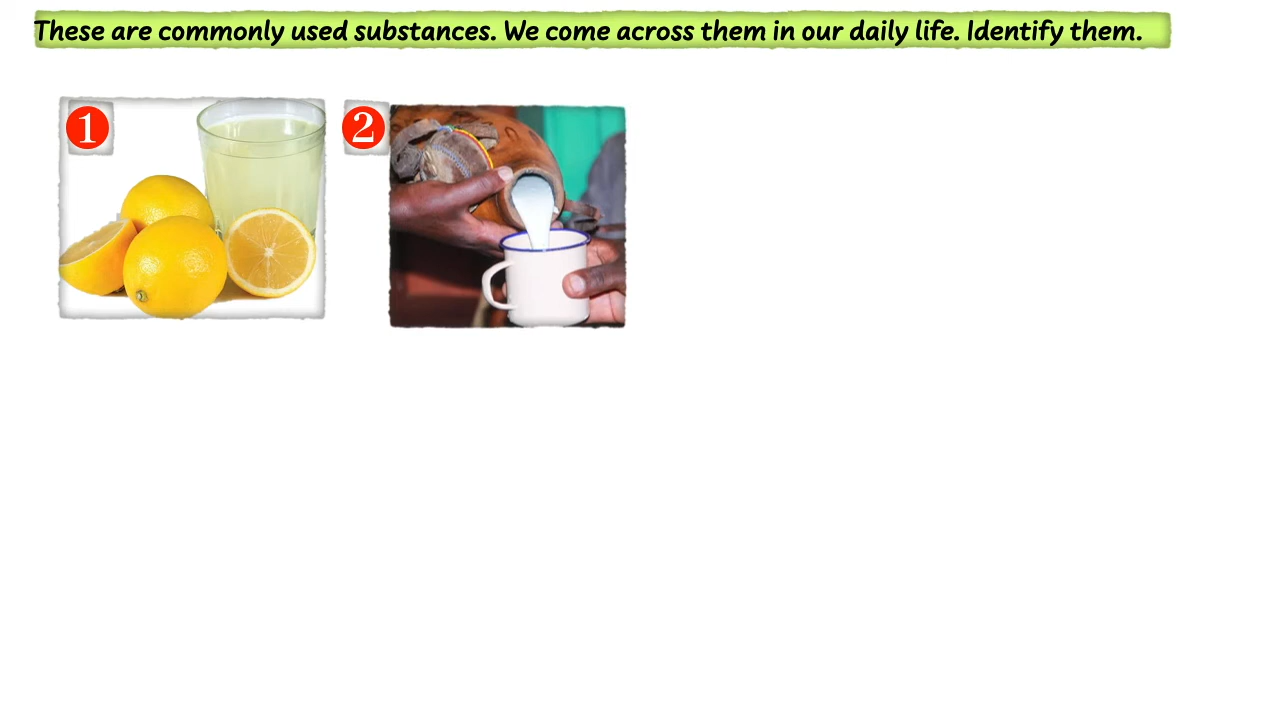 These are commonly used substances. We come across them in our daily life. Identify them.
1
2